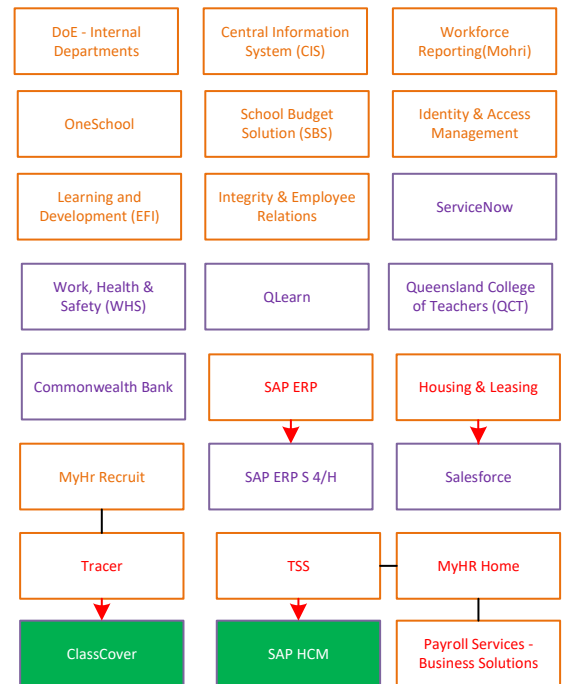 DoE - Internal
Departments
Central Information
System (CIS)
Workforce
Reporting(Mohri)
OneSchool
School Budget
Solution (SBS)
Identity & Access
Management
Learning and
Development (EFI)
Integrity & Employee
Relations
ServiceNow
Work, Health &
Safety (WHS)
QLearn
Queensland College
of Teachers (QCT)
Commonwealth Bank
SAP ERP
Housing & Leasing
MyHr Recruit
SAP ERP S 4/H
Salesforce
Tracer
TSS
MyHR Home
ClassCover
SAP HCM
Payroll Services -
Business Solutions